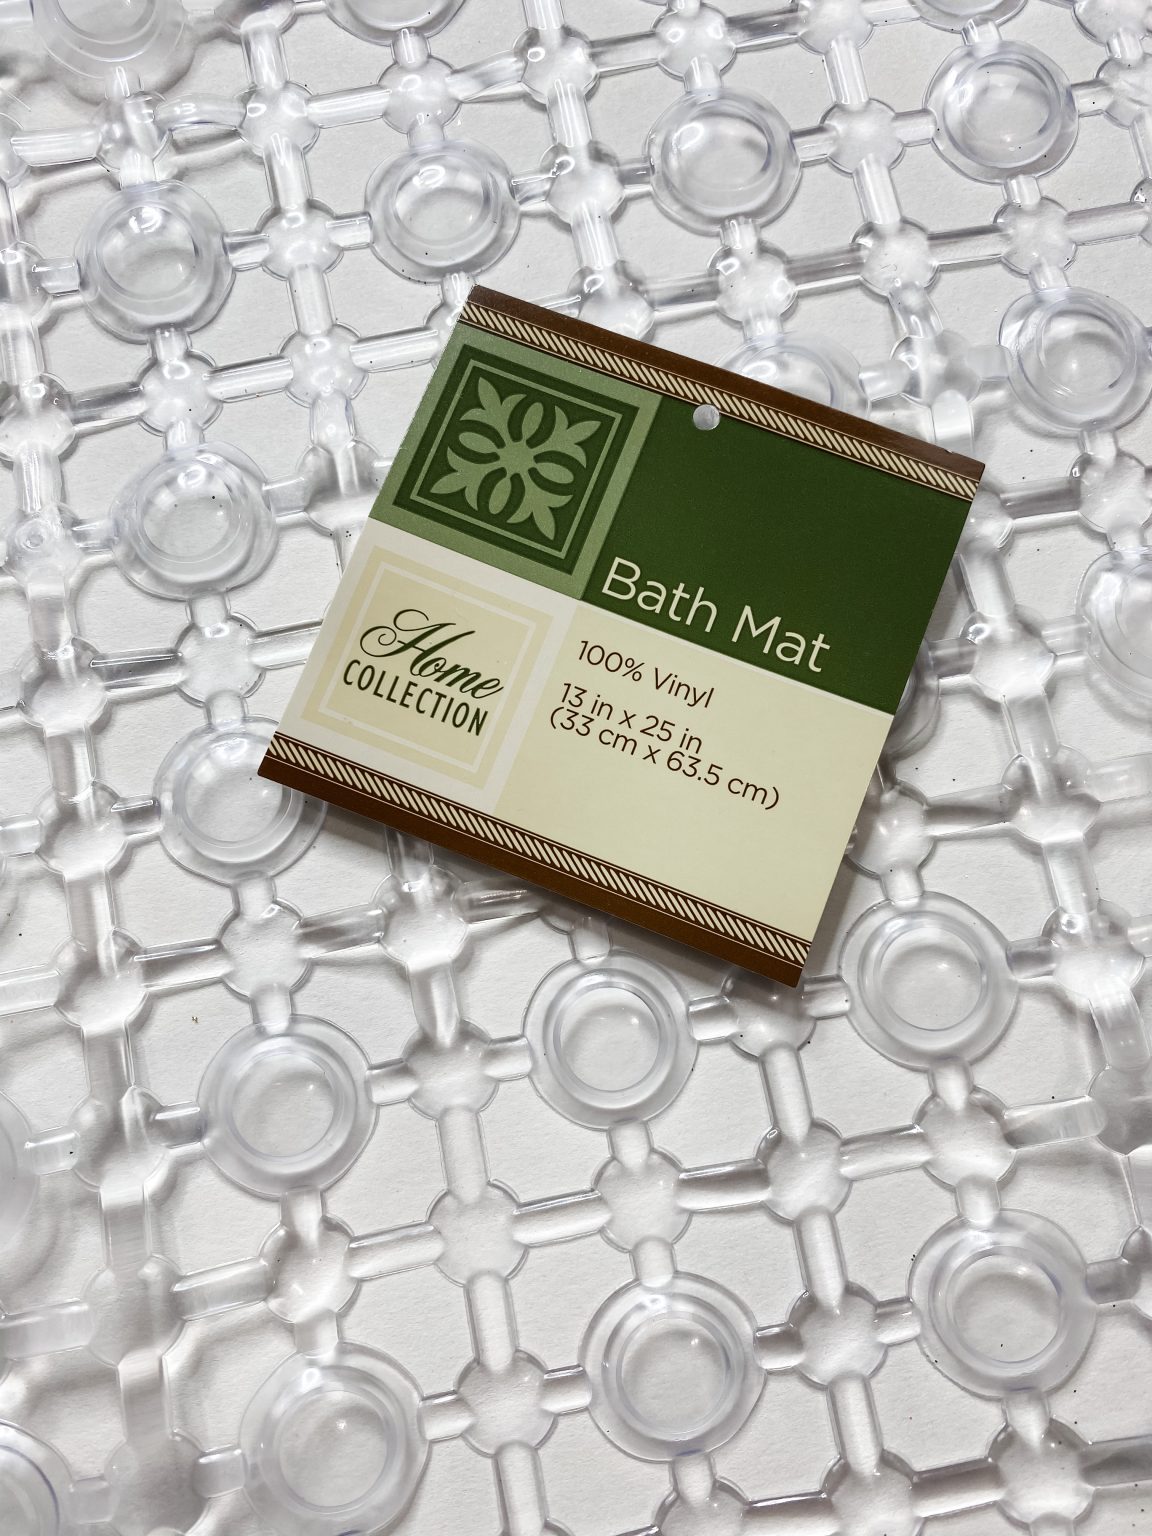 Bath Mat
Home
COLLECTION
100% Vinyl
13 in x 25 in
(33 cm x 63.5 cm)